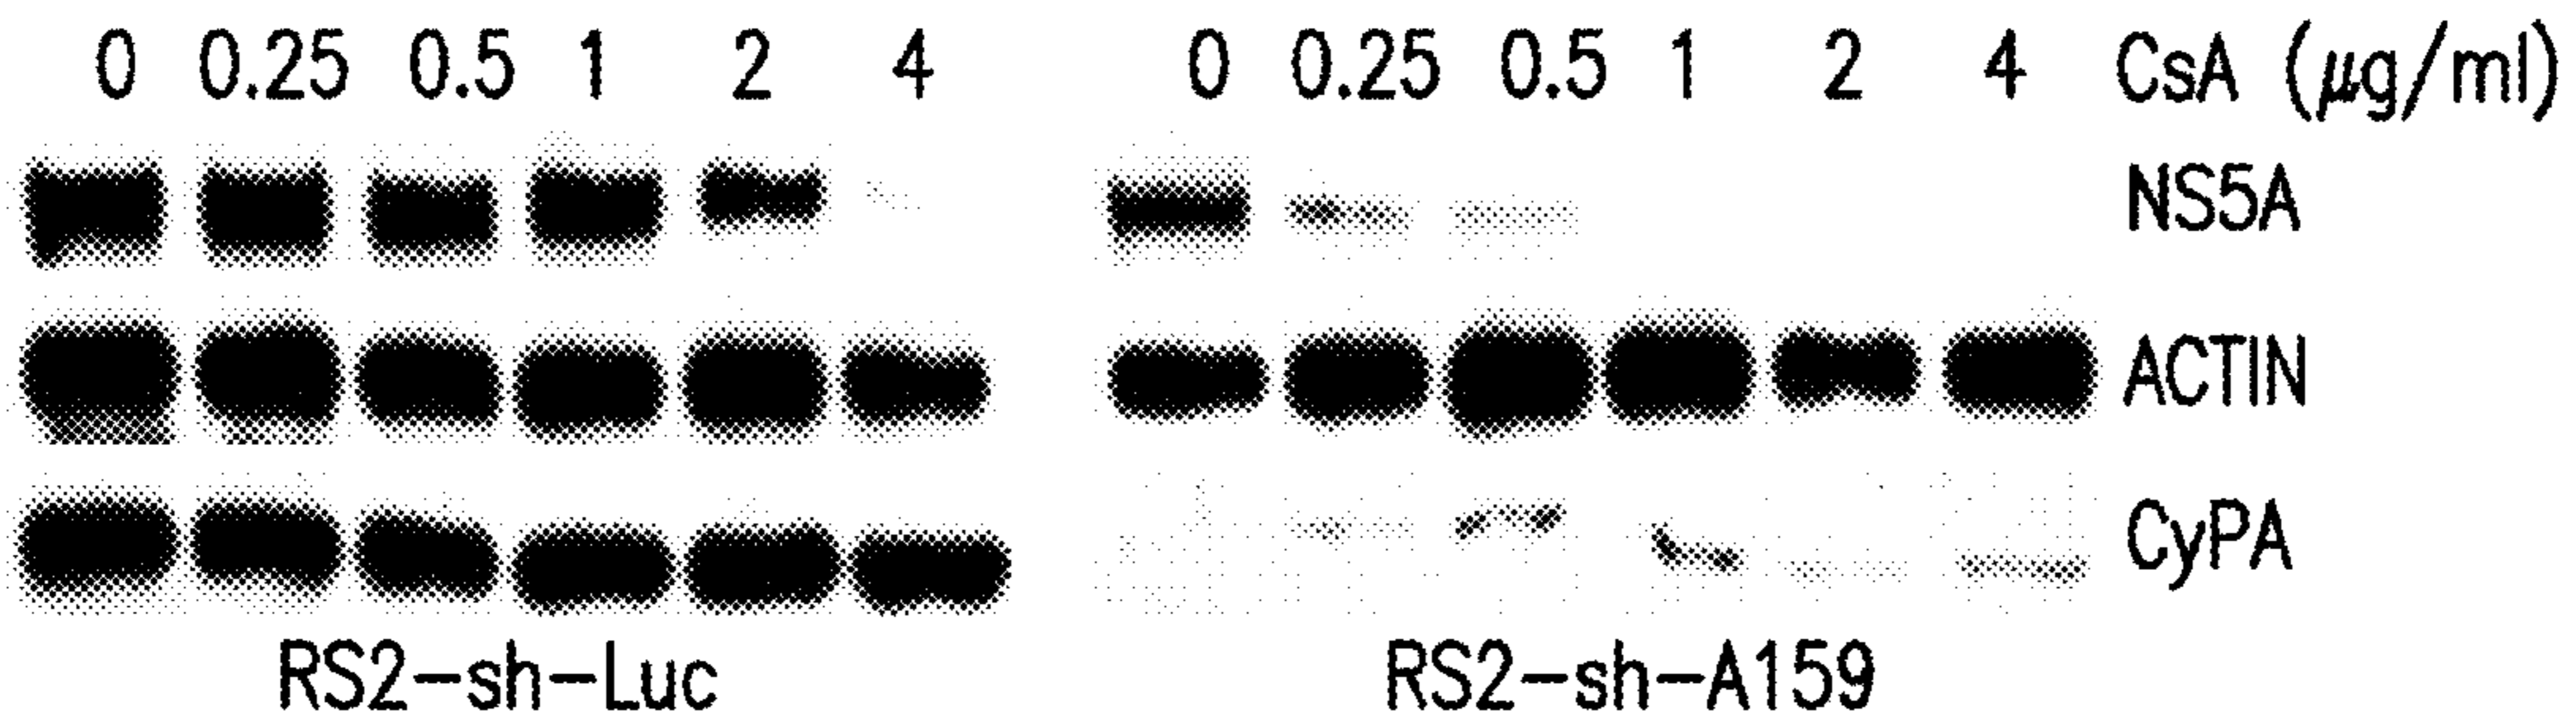 0 0.25 0.5 1 2 4 0 0.25 0.5 1 2 4 CsA (μg/ml)
NS5A
ACTIN
CyPA
RS2-sh-Luc RS2-sh-A159